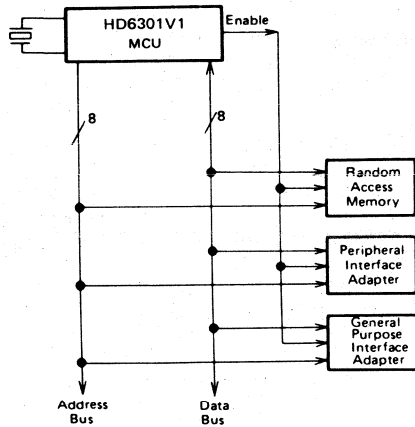 HD6301V1
MCU
Enable
8
8
Random
Access
Memory
Peripheral
Interface
Adapter
General
Purpose
Interface
Adapter
Address
Bus
Data
Bus